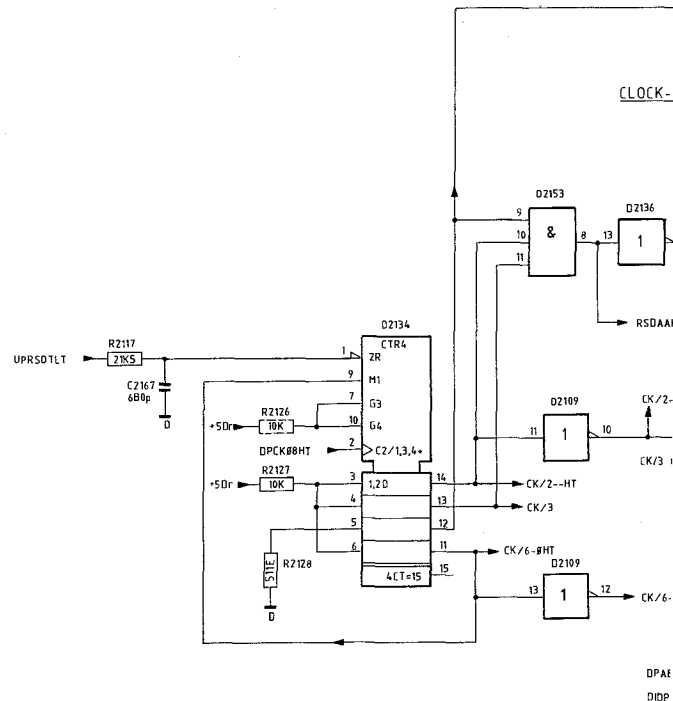 CLOCK-
D2153
D2136
9
10
11
&
8
13
1
RSDAA
D2134
CTR4
R2117
UPRSDTLT
21K5
1
ZR
9
M1
C2167
680p
D
7
G3
R2126
+5Dr
10K
10
G4
2
DPCK08HT
C2/1,3,4+
D2109
11
1
10
CK/2-
CK/3
R2127
+5Dr
10K
3
1,2D
14
CK/2--HT
4
13
CK/3
5
12
6
11
CK/6-0HT
511E
R2128
D
4CT=15
15
D2109
13
1
12
CK/6-
DPAE
DIDP